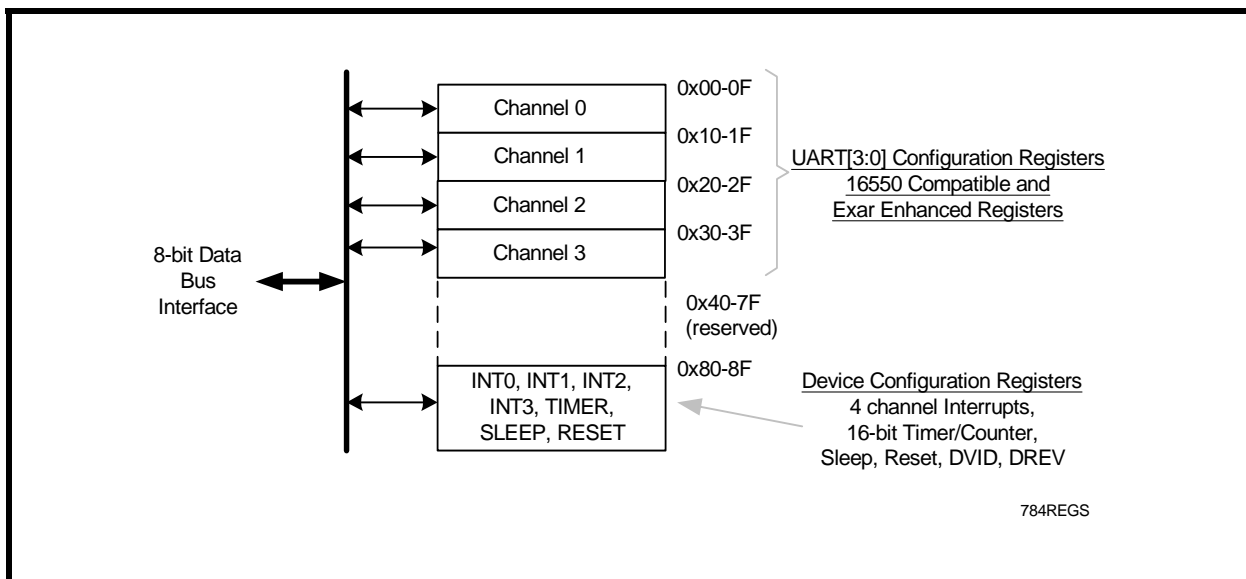 Channel 0
0x00-0F
Channel 1
0x10-1F
Channel 2
0x20-2F
Channel 3
0x30-3F
UART[3:0] Configuration Registers
16550 Compatible and
Exar Enhanced Registers
8-bit Data
Bus
Interface
0x40-7F
(reserved)
0x80-8F
INT0, INT1, INT2,
INT3, TIMER,
SLEEP, RESET
Device Configuration Registers
4 channel Interrupts,
16-bit Timer/Counter,
Sleep, Reset, DVID, DREV
784REGS